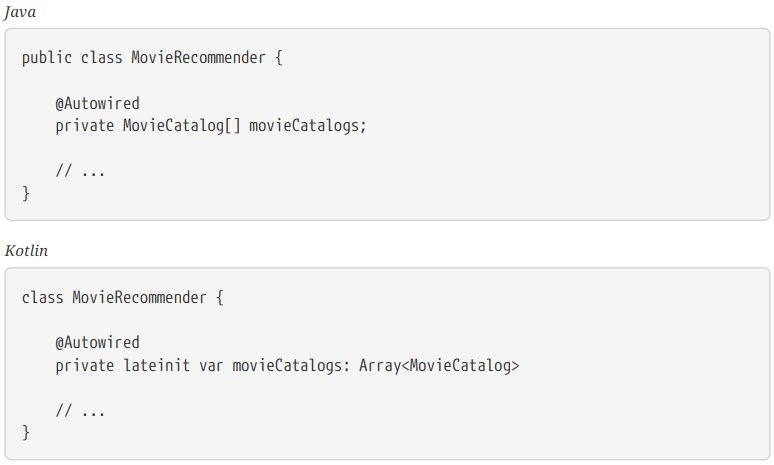 Java
public class MovieRecommender {
@Autowired
private MovieCatalog[] movieCatalogs;
// ...
}
Kotlin
class MovieRecommender {
@Autowired
private lateinit var movieCatalogs: Array<MovieCatalog>
// ...
}